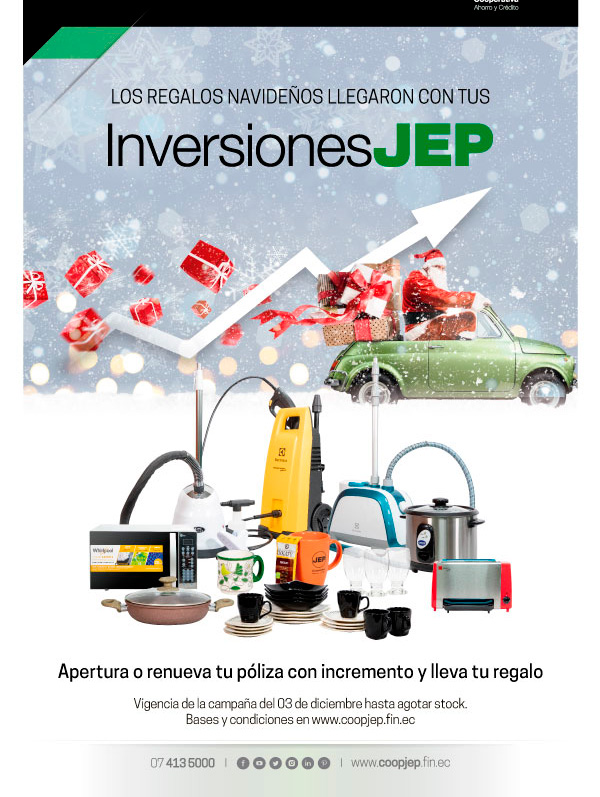 Cooperativa
Ahorro y Crédito
LOS REGALOS NAVIDEÑOS LLEGARON CON TUS
InversionesJEP
Whirlpool
JEP
Apertura o renueva tu póliza con incremento y lleva tu regalo
Vigencia de la campaña del 03 de diciembre hasta agotar stock.
Bases y condiciones en www.coopjep.fin.ec
07 413 5000 | | www.coopjep.fin.ec